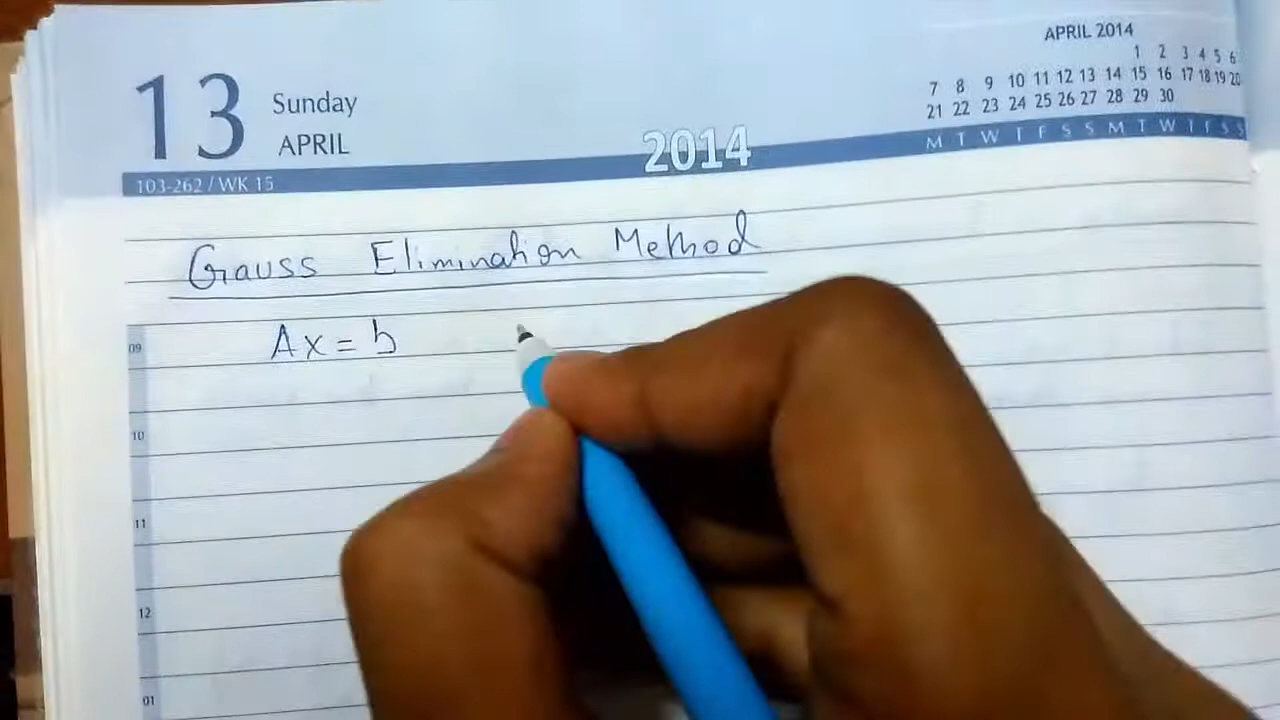 APRIL 2014
1 2 3 4 5 6
7 8 9 10 11 12 13 14 15 16 17 18 19 20
21 22 23 24 25 26 27 28 29 30
M T W T F S S M T W T F S S
13 Sunday
APRIL
2014
103-262 / WK 15
Gauss Elimination Method
09 Ax = b
10
11
12
01